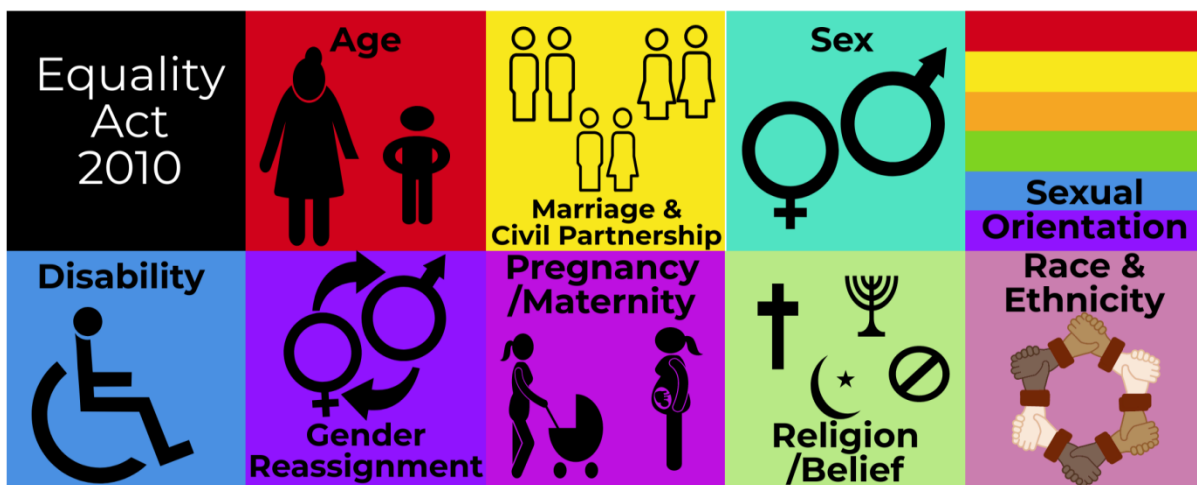 Equality
Act
2010
Age
Marriage &
Civil Partnership
Sex
Sexual
Orientation
Disability
Gender
Reassignment
Pregnancy
/Maternity
Religion
/Belief
Race &
Ethnicity